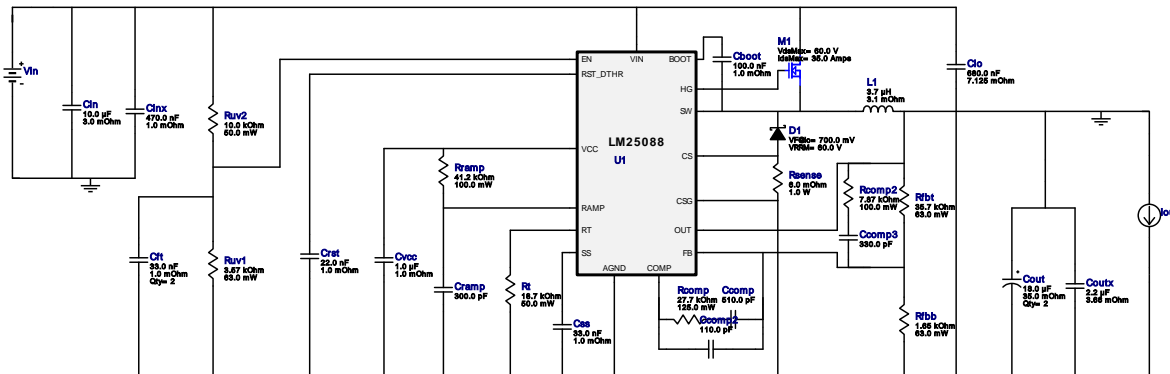 Vin
Cin
10.0 µF
3.0 mOhm
Cinx
470.0 nF
1.0 mOhm
Ruv2
10.0 kOhm
50.0 mW
Cft
33.0 nF
1.0 mOhm
Qty= 2
Ruv1
3.57 kOhm
63.0 mW
Crst
22.0 nF
1.0 mOhm
Cvcc
1.0 µF
1.0 mOhm
Rramp
41.2 kOhm
100.0 mW
Cramp
300.0 pF
Rt
18.7 kOhm
50.0 mW
Css
33.0 nF
1.0 mOhm
EN
RST_DTHR
VCC
RAMP
RT
SS
AGND
COMP
VIN
BOOT
HG
SW
CS
CSG
OUT
FB
LM25088
U1
Cboot
100.0 nF
1.0 mOhm
M1
VdsMax= 60.0 V
IdsMax= 35.0 Amps
D1
VRRM= 60.0 V
Rsense
6.0 mOhm
1.0 W
L1
3.7 µH
3.1 mOhm
Rcomp2
7.87 kOhm
100.0 mW
Ccomp3
330.0 pF
Rfbt
35.7 kOhm
63.0 mW
Rfbb
1.65 kOhm
63.0 mW
Rcomp
27.7 kOhm
125.0 mW
Ccomp
510.0 pF
Ccomp2
110.0 pF
Cio
680.0 nF
7.125 mOhm
Cout
18.0 µF
35.0 mOhm
Qty= 2
Coutx
2.2 µF
3.65 mOhm